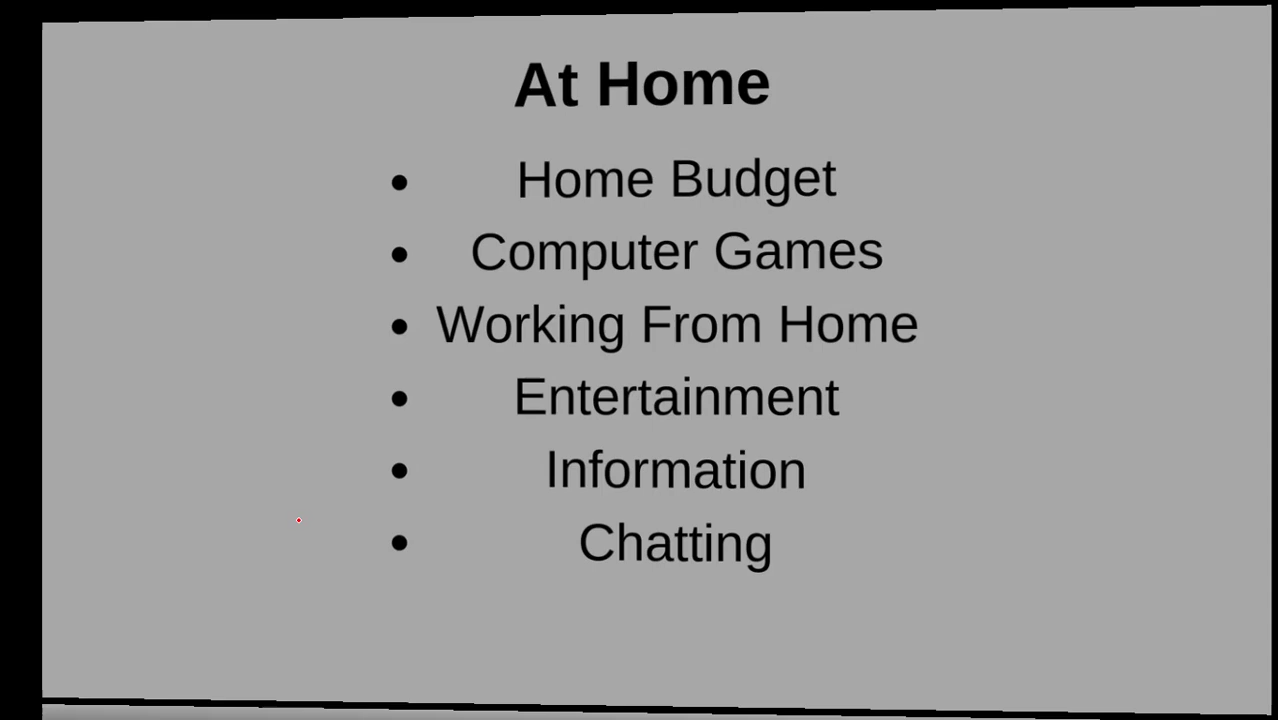 At Home
• Home Budget
• Computer Games
• Working From Home
• Entertainment
• Information
• Chatting